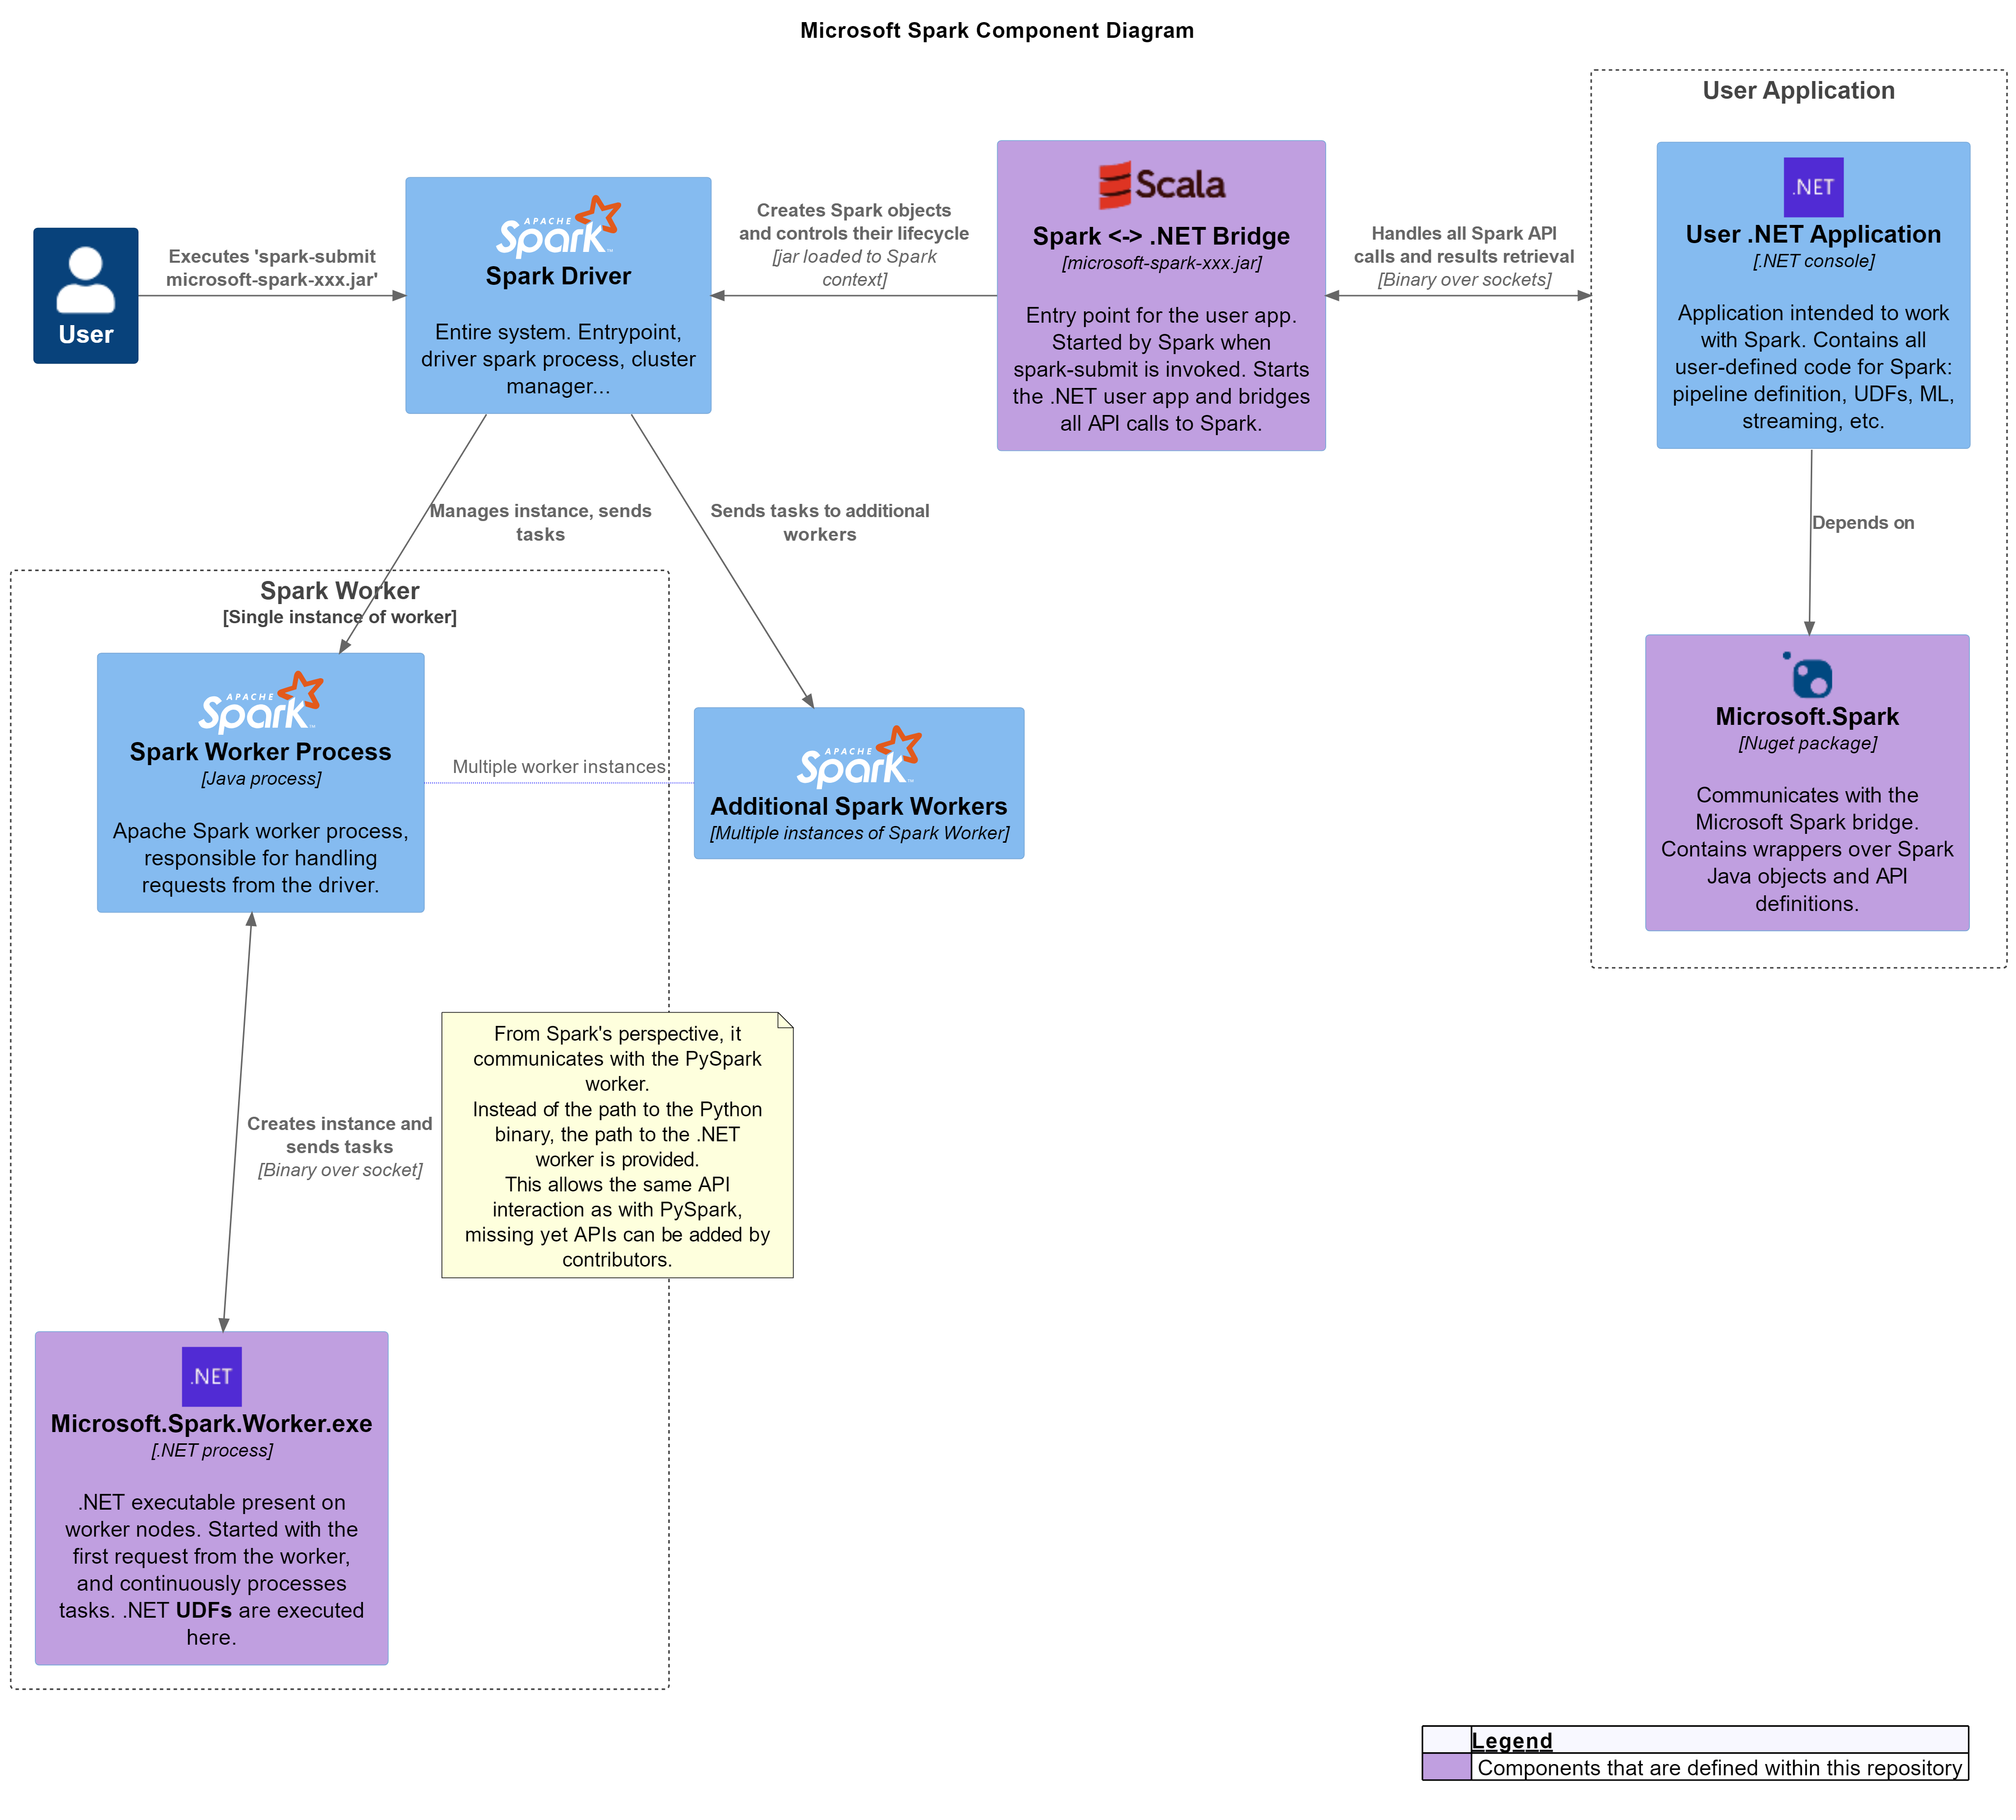 Microsoft Spark Component Diagram
User Application
User
Executes 'spark-submit
microsoft-spark-xxx.jar'
APACHE
Spark™
Spark Driver
Entire system. Entrypoint,
driver spark process, cluster
manager...
Creates Spark objects
and controls their lifecycle
[jar loaded to Spark
context]
Scala
Spark <-> .NET Bridge
[microsoft-spark-xxx.jar]
Entry point for the user app.
Started by Spark when
spark-submit is invoked. Starts
the .NET user app and bridges
all API calls to Spark.
Handles all Spark API
calls and results retrieval
[Binary over sockets]
.NET
User .NET Application
[.NET console]
Application intended to work
with Spark. Contains all
user-defined code for Spark:
pipeline definition, UDFs, ML,
streaming, etc.
Manages instance, sends
tasks
Sends tasks to additional
workers
Depends on
Spark Worker
[Single instance of worker]
APACHE
Spark™
Spark Worker Process
[Java process]
Apache Spark worker process,
responsible for handling
requests from the driver.
Multiple worker instances
APACHE
Spark™
Additional Spark Workers
[Multiple instances of Spark Worker]
Microsoft.Spark
[Nuget package]
Communicates with the
Microsoft Spark bridge.
Contains wrappers over Spark
Java objects and API
definitions.
Creates instance and
sends tasks
[Binary over socket]
From Spark's perspective, it
communicates with the PySpark
worker.
Instead of the path to the Python
binary, the path to the .NET
worker is provided.
This allows the same API
interaction as with PySpark,
missing yet APIs can be added by
contributors.
.NET
Microsoft.Spark.Worker.exe
[.NET process]
.NET executable present on
worker nodes. Started with the
first request from the worker,
and continuously processes
tasks. .NET UDFs are executed
here.
Legend
Components that are defined within this repository